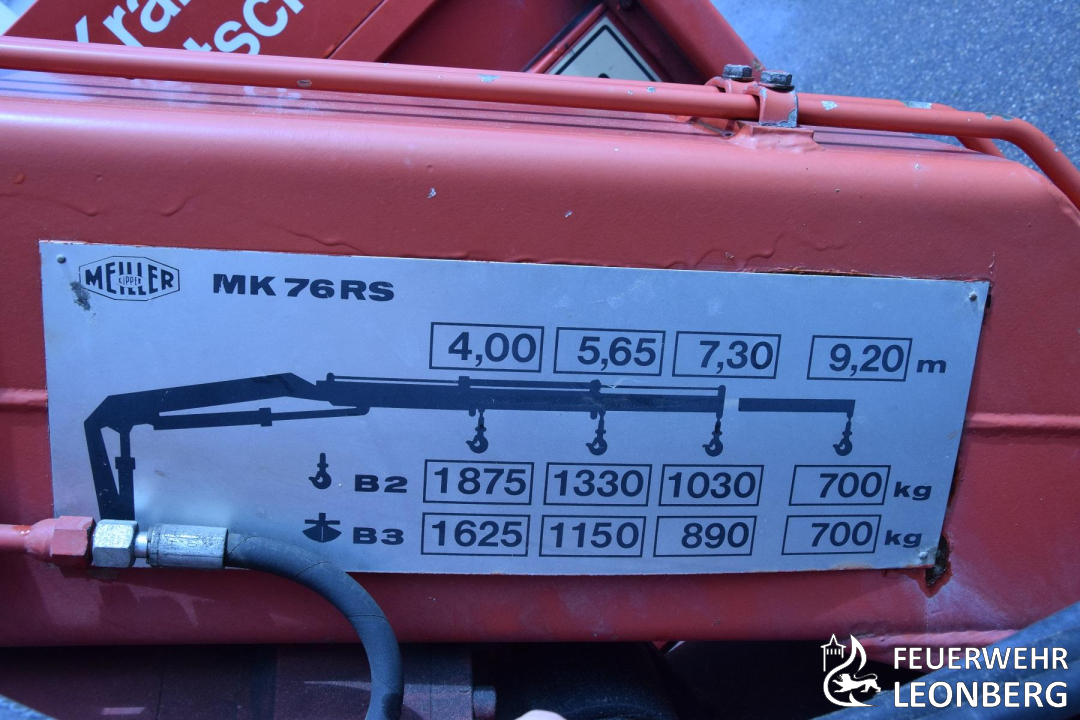 MEILLER
KIPPER
MK 76 RS
4,00 5,65 7,30 9,20 m
B2 1875 1330 1030 700 kg
B3 1625 1150 890 700 kg
FEUERWEHR
LEONBERG